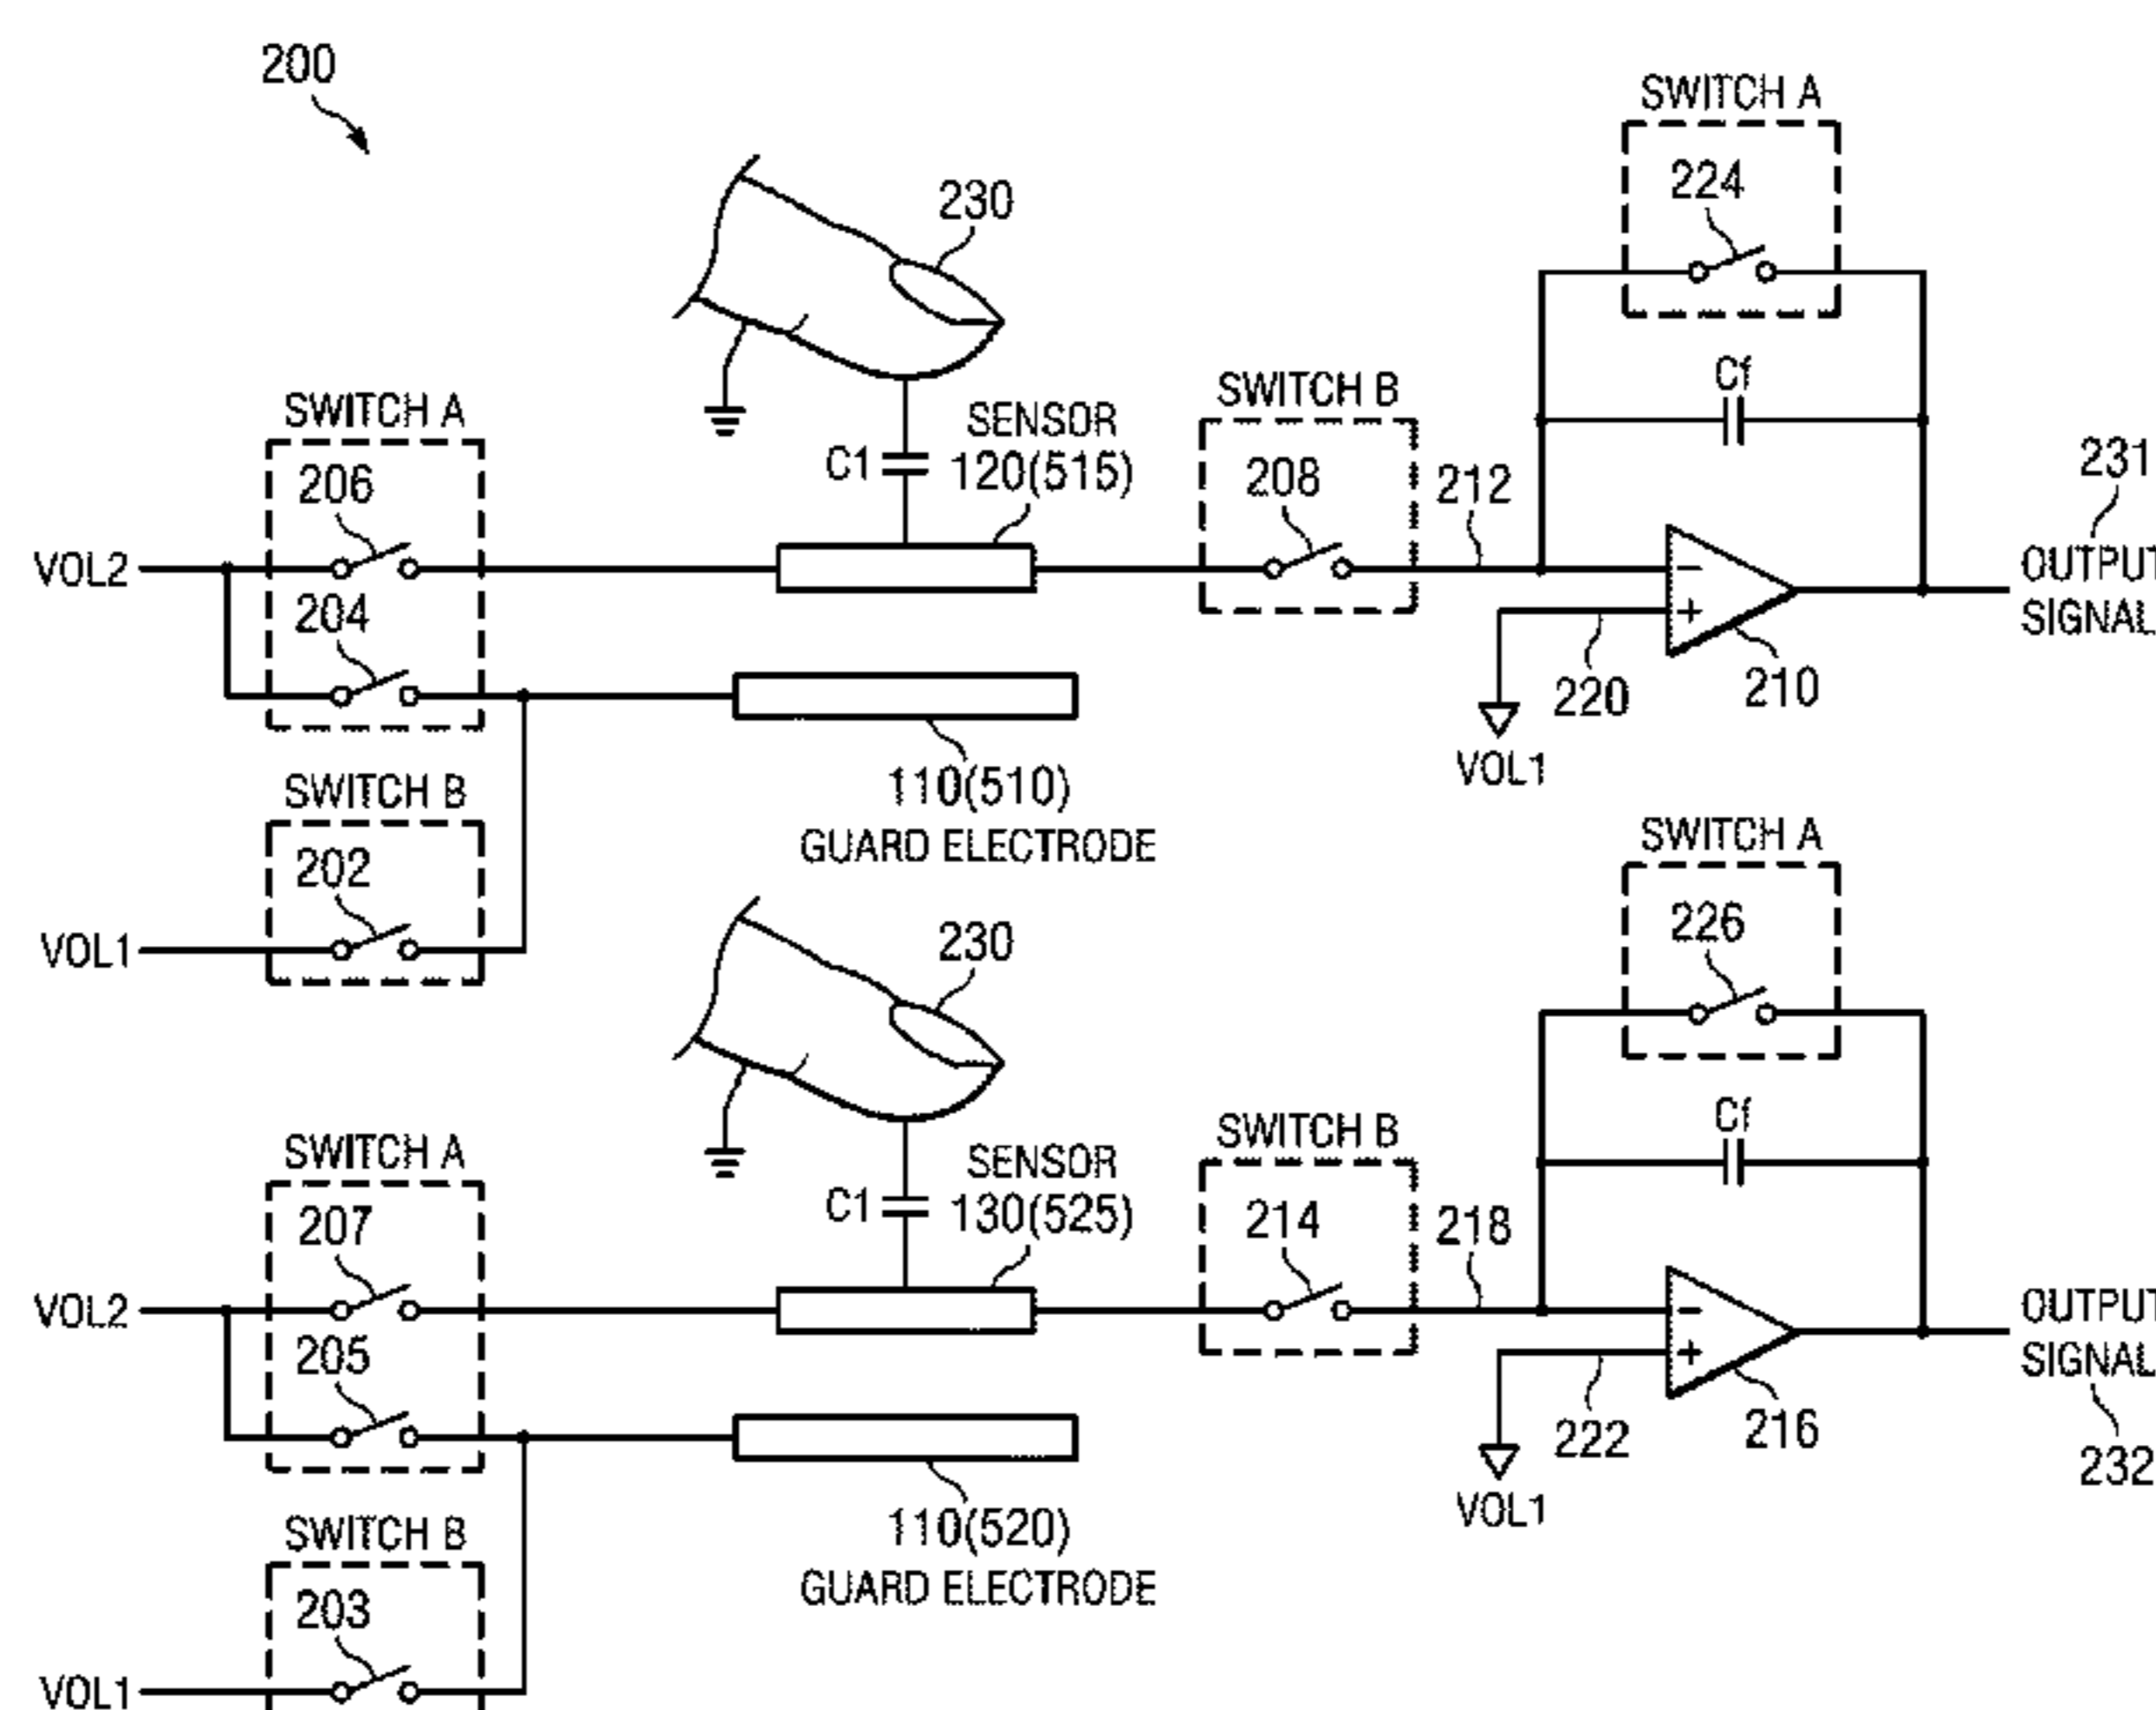 200
SWITCH A
224
230
Cf
SWITCH A
206
C1
SENSOR
120(515)
SWITCH B
208
212
231
VOL2
204
−
+
OUTPUT
SIGNAL
220
210
VOL1
110(510)
GUARD ELECTRODE
SWITCH B
202
VOL1
SWITCH A
226
230
Cf
SWITCH A
207
C1
SENSOR
130(525)
SWITCH B
214
218
VOL2
205
−
+
OUTPUT
SIGNAL
222
216
232
VOL1
110(520)
GUARD ELECTRODE
SWITCH B
203
VOL1